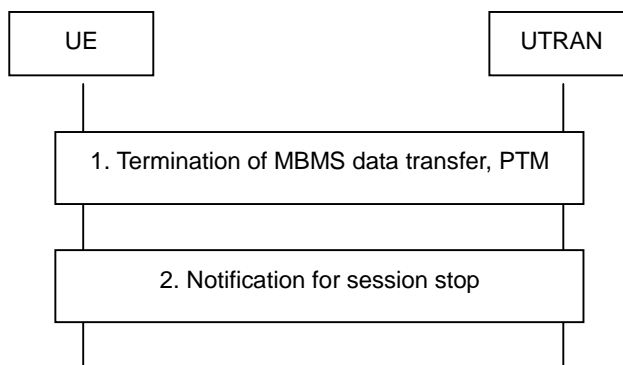 UE
UTRAN
1. Termination of MBMS data transfer, PTM
2. Notification for session stop